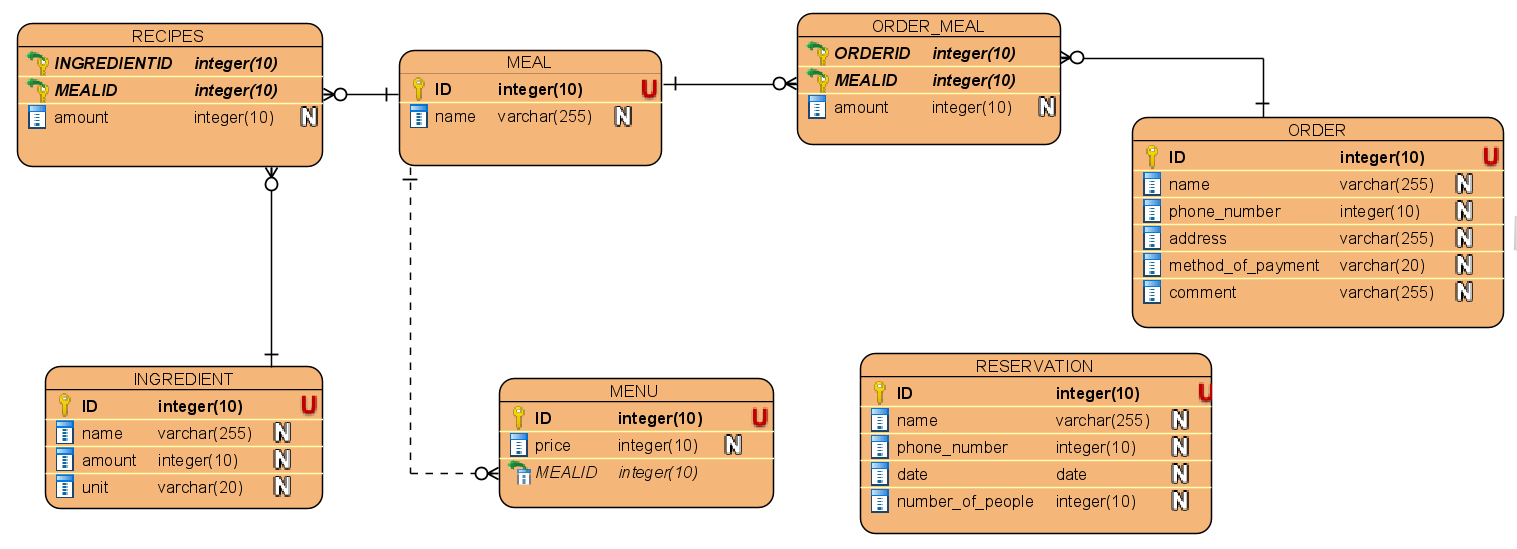 RECIPES
INGREDIENTID integer(10)
MEALID integer(10)
amount integer(10) N
MEAL
ID integer(10) U
name varchar(255) N
ORDER_MEAL
ORDERID integer(10)
MEALID integer(10)
amount integer(10) N
ORDER
ID integer(10) U
name varchar(255) N
phone_number integer(10) N
address varchar(255) N
method_of_payment varchar(20) N
comment varchar(255) N
INGREDIENT
ID integer(10) U
name varchar(255) N
amount integer(10) N
unit varchar(20) N
MENU
ID integer(10) U
price integer(10) N
MEALID integer(10)
RESERVATION
ID integer(10) U
name varchar(255) N
phone_number integer(10) N
date date N
number_of_people integer(10) N